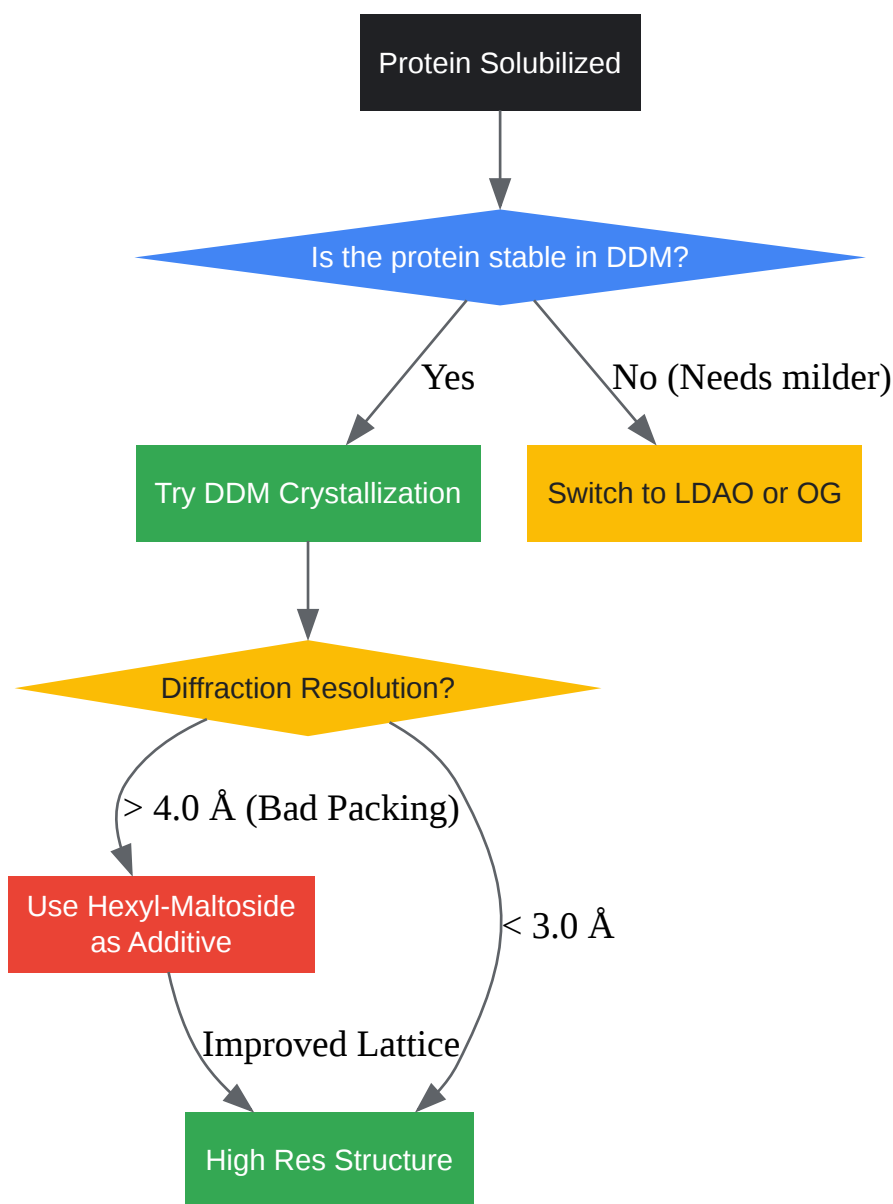 Protein Solubilized
Is the protein stable in DDM?
Yes
No (Needs milder)
Try DDM Crystallization
Switch to LDAO or OG
Diffraction Resolution?
> 4.0 Å (Bad Packing)
Use Hexyl-Maltoside
as Additive
< 3.0 Å
Improved Lattice
High Res Structure